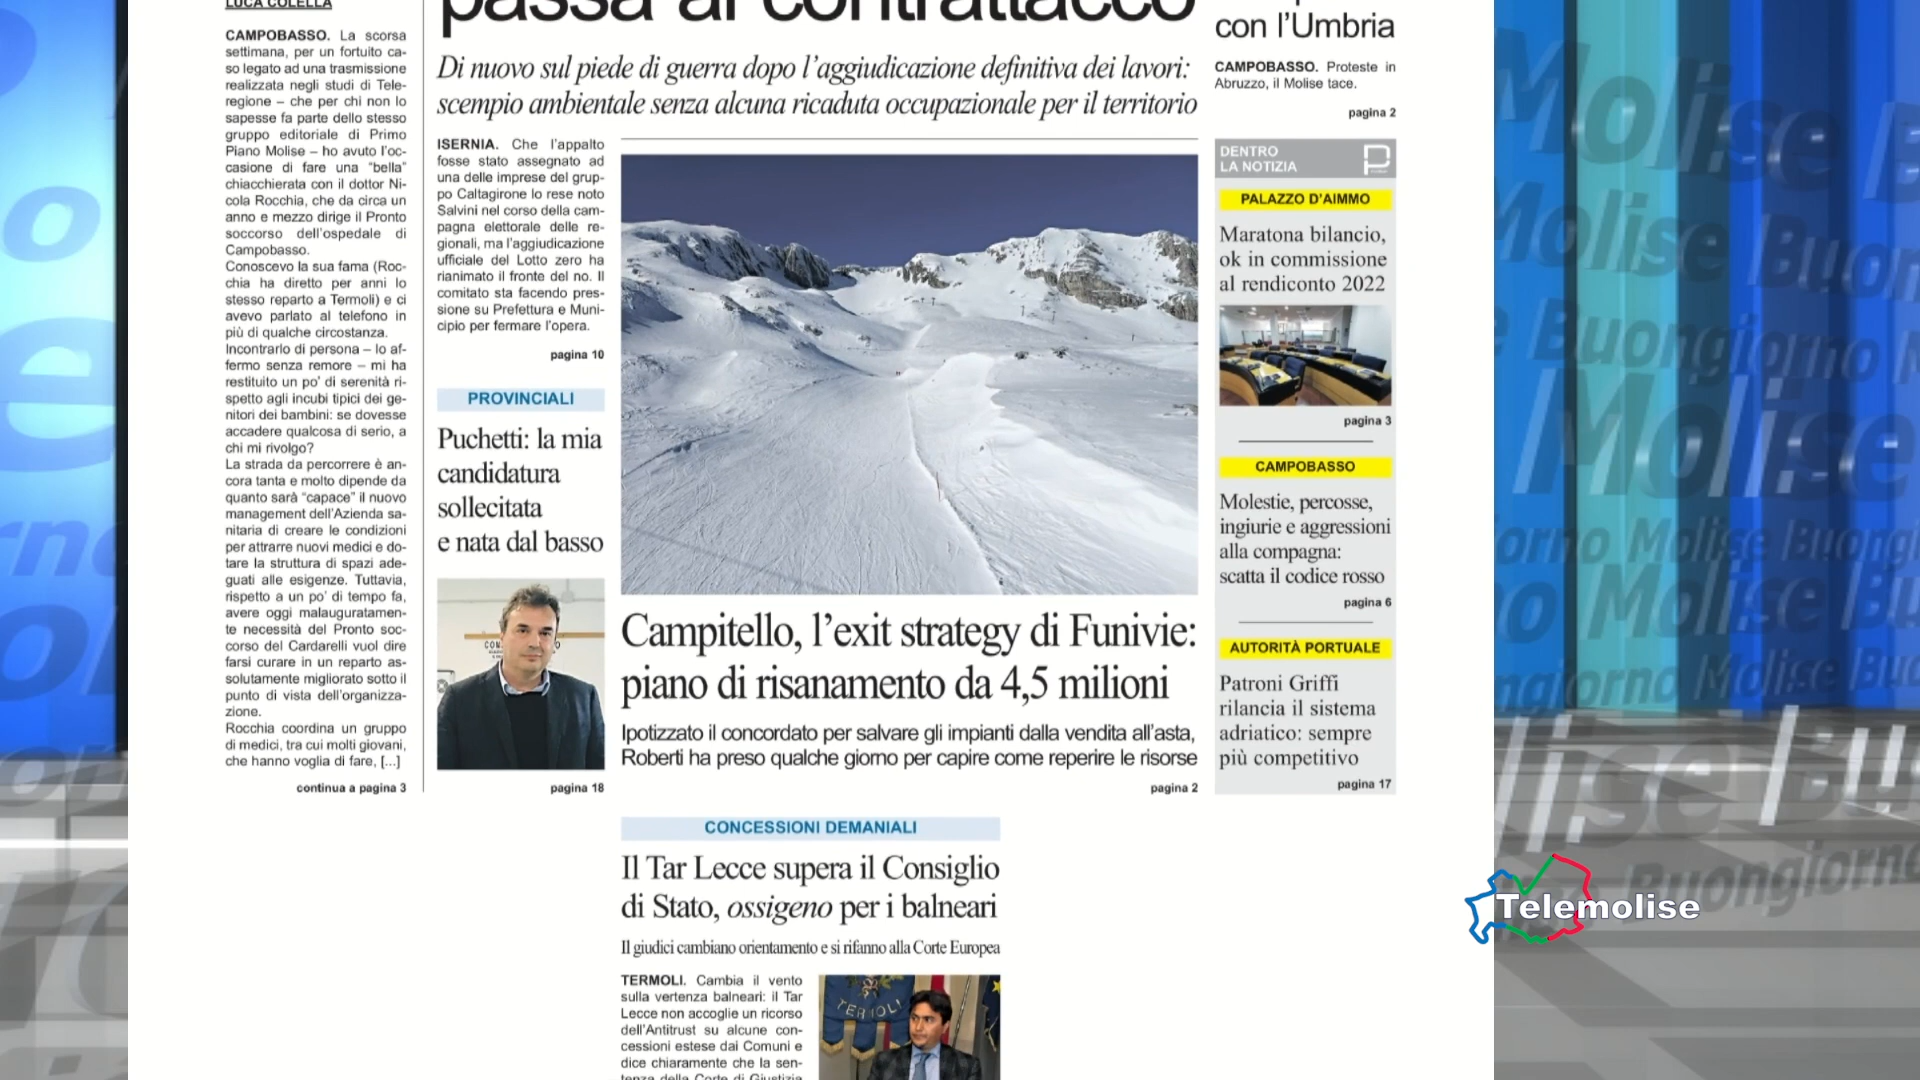 LUCA COLELLA
CAMPOBASSO. La scorsa
settimana, per un fortuito ca-
so legato ad una trasmissione
realizzata negli studi di Tele-
regione – che per chi non lo
sapesse fa parte dello stesso
gruppo editoriale di Primo
Piano Molise – ho avuto l'oc-
casione di fare una “bella”
chiacchierata con il dottor Ni-
cola Rocchia, che da circa un
anno e mezzo dirige il Pronto
soccorso dell'ospedale di
Campobasso.
Conoscevo la sua fama (Roc-
chia ha diretto per anni lo
stesso reparto a Termoli) e ci
avevo parlato al telefono in
più di qualche circostanza.
Incontrarlo di persona – lo af-
fermo senza remore – mi ha
restituito un po' di serenità ri-
spetto agli incubi tipici dei ge-
nitori dei bambini: se dovesse
accadere qualcosa di serio, a
chi mi rivolgo?
La strada da percorrere è an-
cora tanta e molto dipende da
quanto sarà “capace” il nuovo
management dell'Azienda sa-
nitaria di creare le condizioni
per attrarre nuovi medici e do-
tare la struttura di spazi ade-
guati alle esigenze. Tuttavia,
rispetto a un po' di tempo fa,
avere oggi malauguratamen-
te necessità del Pronto soc-
corso del Cardarelli vuol dire
farsi curare in un reparto as-
solutamente migliorato sotto il
punto di vista dell'organizza-
zione.
Rocchia coordina un gruppo
di medici, tra cui molti giovani,
che hanno voglia di fare, [...]
continua a pagina 3
passa al contrattacco
Di nuovo sul piede di guerra dopo l'aggiudicazione definitiva dei lavori:
scempio ambientale senza alcuna ricaduta occupazionale per il territorio
ISERNIA. Che l'appalto
fosse stato assegnato ad
una delle imprese del grup-
po Caltagirone lo rese noto
Salvini nel corso della cam-
pagna elettorale delle re-
gionali, ma l'aggiudicazione
ufficiale del Lotto zero ha
rianimato il fronte del no. Il
comitato sta facendo pres-
sione su Prefettura e Muni-
cipio per fermare l'opera.
pagina 10
PROVINCIALI
Puchetti: la mia
candidatura
sollecitata
e nata dal basso
pagina 18
Campitello, l'exit strategy di Funivie:
piano di risanamento da 4,5 milioni
Ipotizzato il concordato per salvare gli impianti dalla vendita all'asta,
Roberti ha preso qualche giorno per capire come reperire le risorse
pagina 2
CONCESSIONI DEMANIALI
Il Tar Lecce supera il Consiglio
di Stato, ossigeno per i balneari
Il giudici cambiano orientamento e si rifanno alla Corte Europea
TERMOLI. Cambia il vento
sulla vertenza balneari: il Tar
Lecce non accoglie un ricorso
dell'Antitrust su alcune con-
cessioni estese dai Comuni e
dice chiaramente che la sen-
tenza della Corte di Giustizia
TERMOLI
con l'Umbria
CAMPOBASSO. Proteste in
Abruzzo, il Molise tace.
pagina 2
DENTRO
LA NOTIZIA
PALAZZO D'AIMMO
Maratona bilancio,
ok in commissione
al rendiconto 2022
pagina 3
CAMPOBASSO
Molestie, percosse,
ingiurie e aggressioni
alla compagna:
scatta il codice rosso
pagina 6
AUTORITÀ PORTUALE
Patroni Griffi
rilancia il sistema
adriatico: sempre
più competitivo
pagina 17
Telemolise
Molise
Buongiorno Molise
Buongiorno